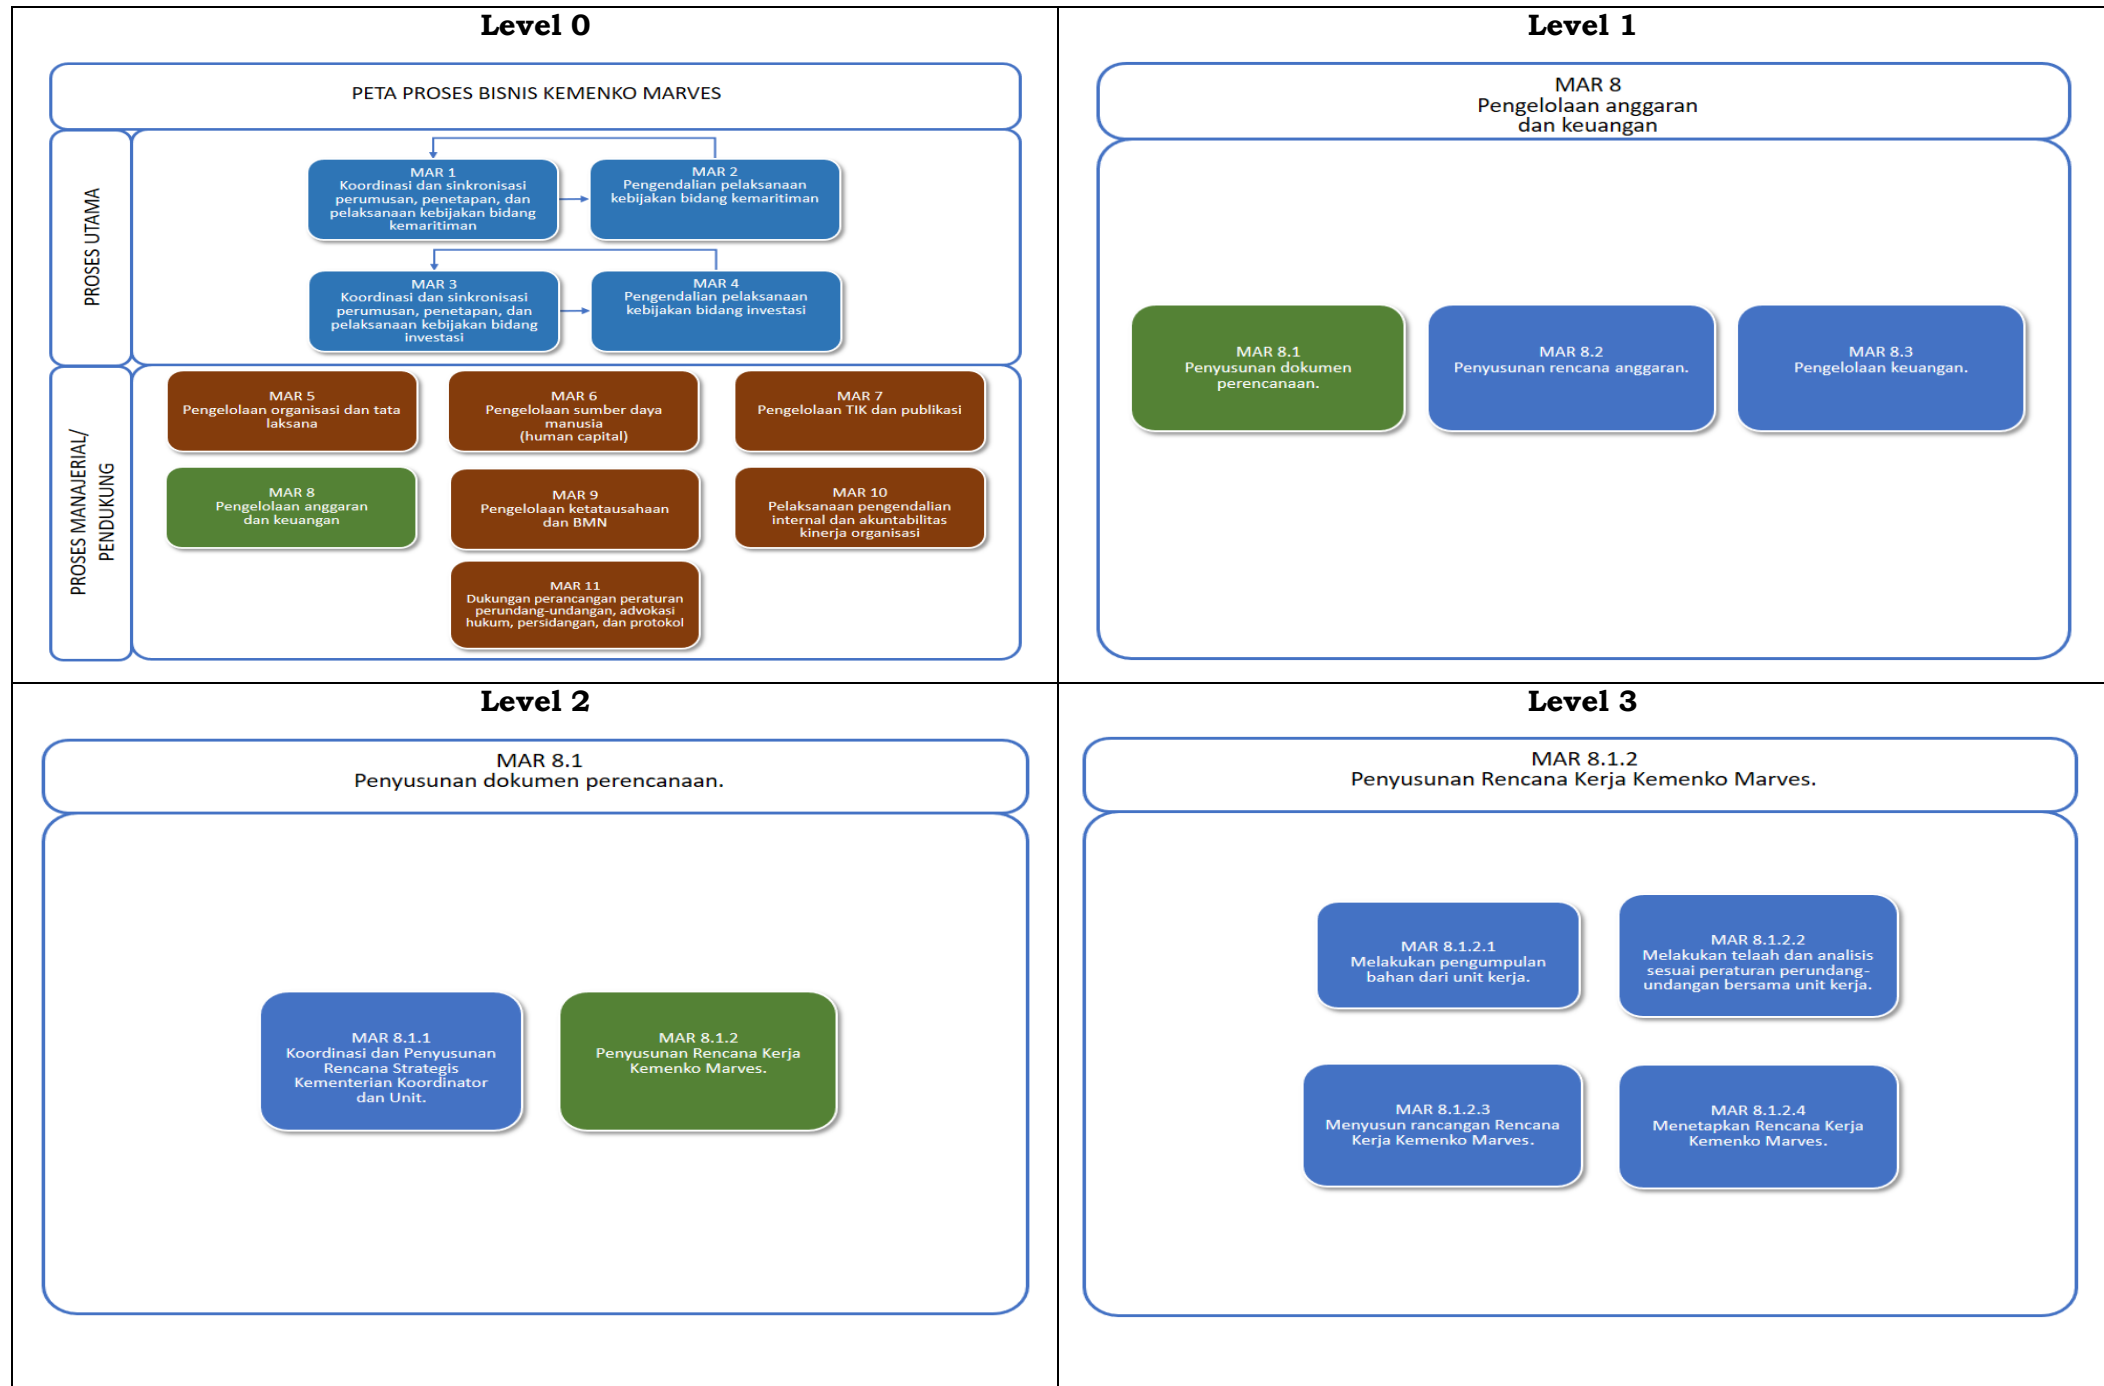 Level 0
PETA PROSES BISNIS KEMENKO MARVES
PROSES UTAMA
MAR 1
Koordinasi dan sinkronisasi
perumusan, penetapan, dan
pelaksanaan kebijakan bidang
kemaritiman
MAR 2
Pengendalian pelaksanaan
kebijakan bidang kemaritiman
MAR 3
Koordinasi dan sinkronisasi
perumusan, penetapan, dan
pelaksanaan kebijakan bidang
investasi
MAR 4
Pengendalian pelaksanaan
kebijakan bidang investasi
PROSES MANAJERIAL/
PENDUKUNG
MAR 5
Pengelolaan organisasi dan tata
laksana
MAR 6
Pengelolaan sumber daya
manusia
(human capital)
MAR 7
Pengelolaan TIK dan publikasi
MAR 8
Pengelolaan anggaran
dan keuangan
MAR 9
Pengelolaan ketatausahaan
dan BMN
MAR 10
Pelaksanaan pengendalian
internal dan akuntabilitas
kinerja organisasi
MAR 11
Dukungan perancangan peraturan
perundang-undangan, advokasi
hukum, persidangan, dan protokol
Level 1
MAR 8
Pengelolaan anggaran
dan keuangan
MAR 8.1
Penyusunan dokumen
perencanaan.
MAR 8.2
Penyusunan rencana anggaran.
MAR 8.3
Pengelolaan keuangan.
Level 2
MAR 8.1
Penyusunan dokumen perencanaan.
MAR 8.1.1
Koordinasi dan Penyusunan
Rencana Strategis
Kementerian Koordinator
dan Unit.
MAR 8.1.2
Penyusunan Rencana Kerja
Kemenko Marves.
Level 3
MAR 8.1.2
Penyusunan Rencana Kerja Kemenko Marves.
MAR 8.1.2.1
Melakukan pengumpulan
bahan dari unit kerja.
MAR 8.1.2.2
Melakukan telaah dan analisis
sesuai peraturan perundang-
undangan bersama unit kerja.
MAR 8.1.2.3
Menyusun rancangan Rencana
Kerja Kemenko Marves.
MAR 8.1.2.4
Menetapkan Rencana Kerja
Kemenko Marves.